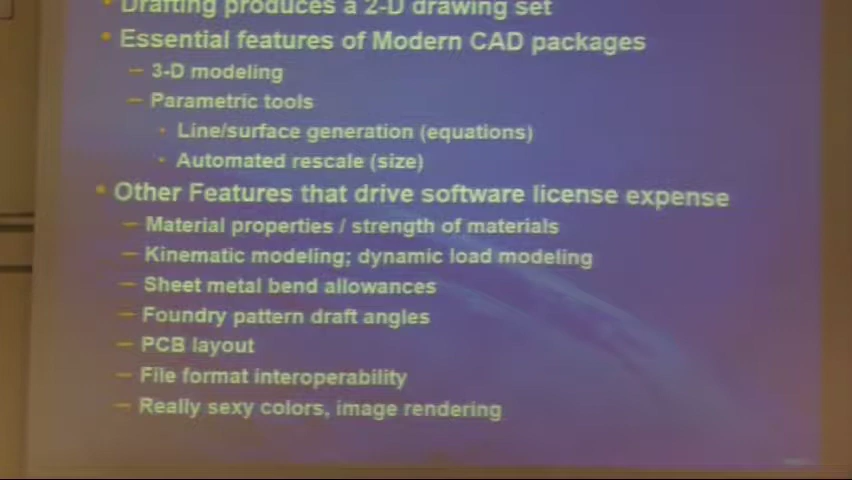 Drafting produces a 2-D drawing set
Essential features of Modern CAD packages
– 3-D modeling
– Parametric tools
Line/surface generation (equations)
Automated rescale (size)
Other Features that drive software license expense
– Material properties / strength of materials
– Kinematic modeling; dynamic load modeling
– Sheet metal bend allowances
– Foundry pattern draft angles
– PCB layout
– File format interoperability
– Really sexy colors, image rendering